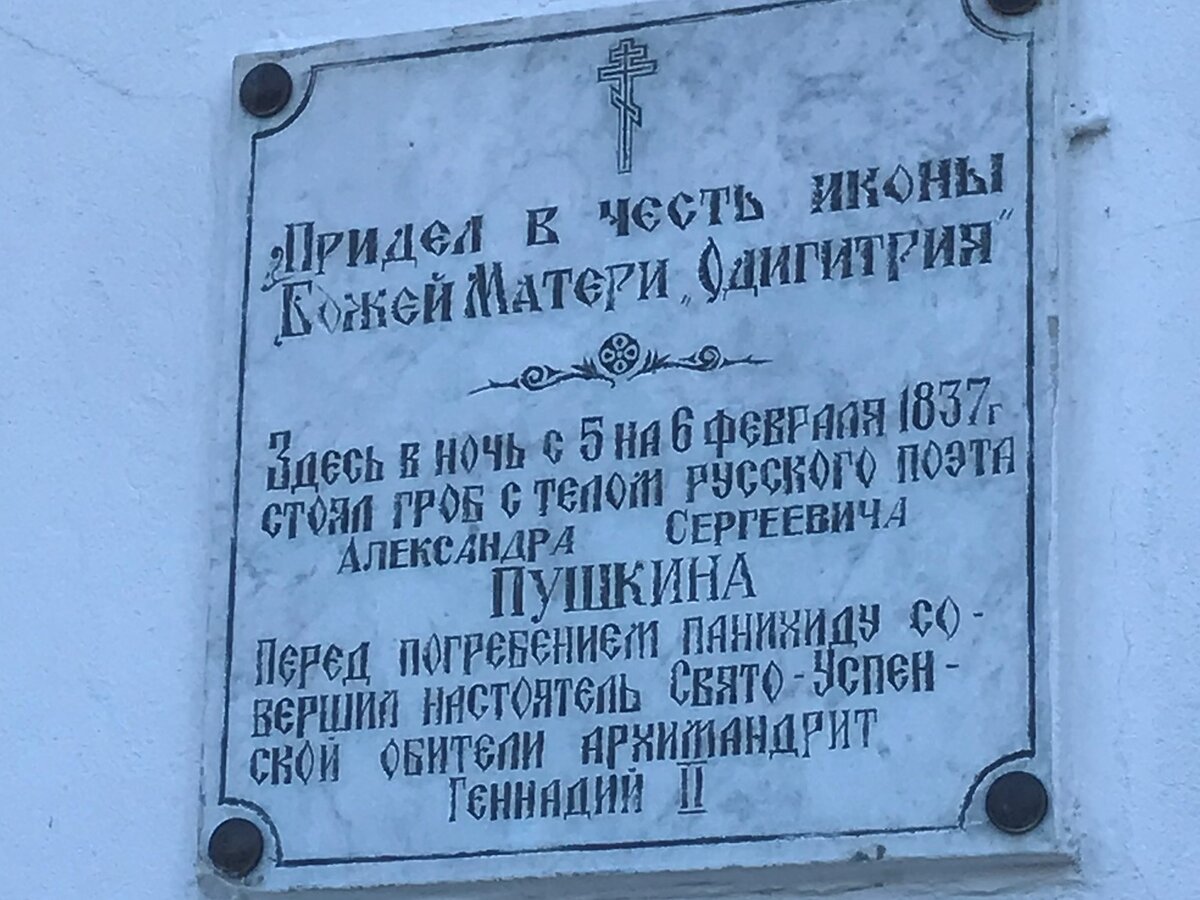 Придел в честь иконы
Божей Матери „Одигитрия"
Здесь в ночь с 5 на 6 февраля 1837г
стоял гроб с телом русского поэта
Александра Сергеевича
Пушкина
Перед погребением панихиду со-
вершил настоятель Свято-Успен-
ской обители архимандрит
Геннадий II